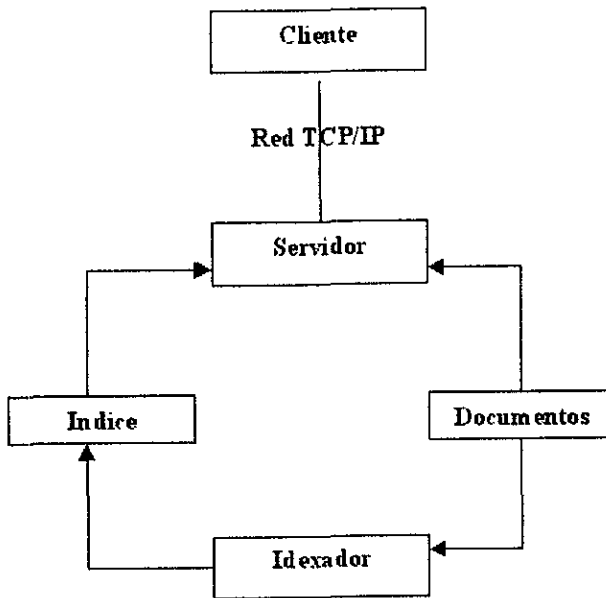 Cliente
Red TCP/IP
Servidor
Indice
Documentos
Idexador